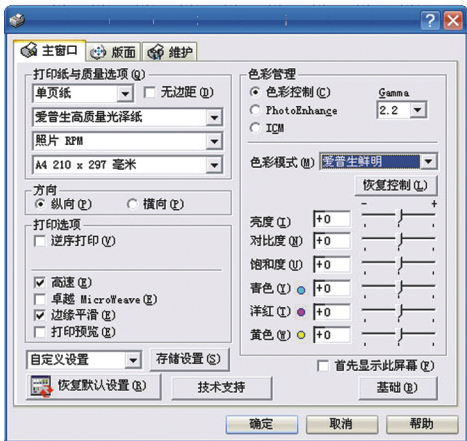 主窗口 版面 维护
打印纸与质量选项(Q)
单页纸 无边距(D)
爱普生高质量光泽纸
照片 RPM
A4 210 x 297 毫米
方向
纵向(P) 横向(P)
打印选项
逆序打印(V)
高速(E)
卓越 MicroWeave(E)
边缘平滑(E)
打印预览(E)
自定义设置 存储设置(S)
恢复默认设置(R) 技术支持
色彩管理
色彩控制(C) Gamma
PhotoEnhance 2.2
ICM
色彩模式(M) 爱普生鲜明
恢复控制(L)
- +
亮度(I) +0
对比度(N) +0
饱和度(U) +0
青色(Y) +0
洋红(T) +0
黄色(W) +0
首先显示此屏幕(F)
基础(B)
确定 取消 帮助